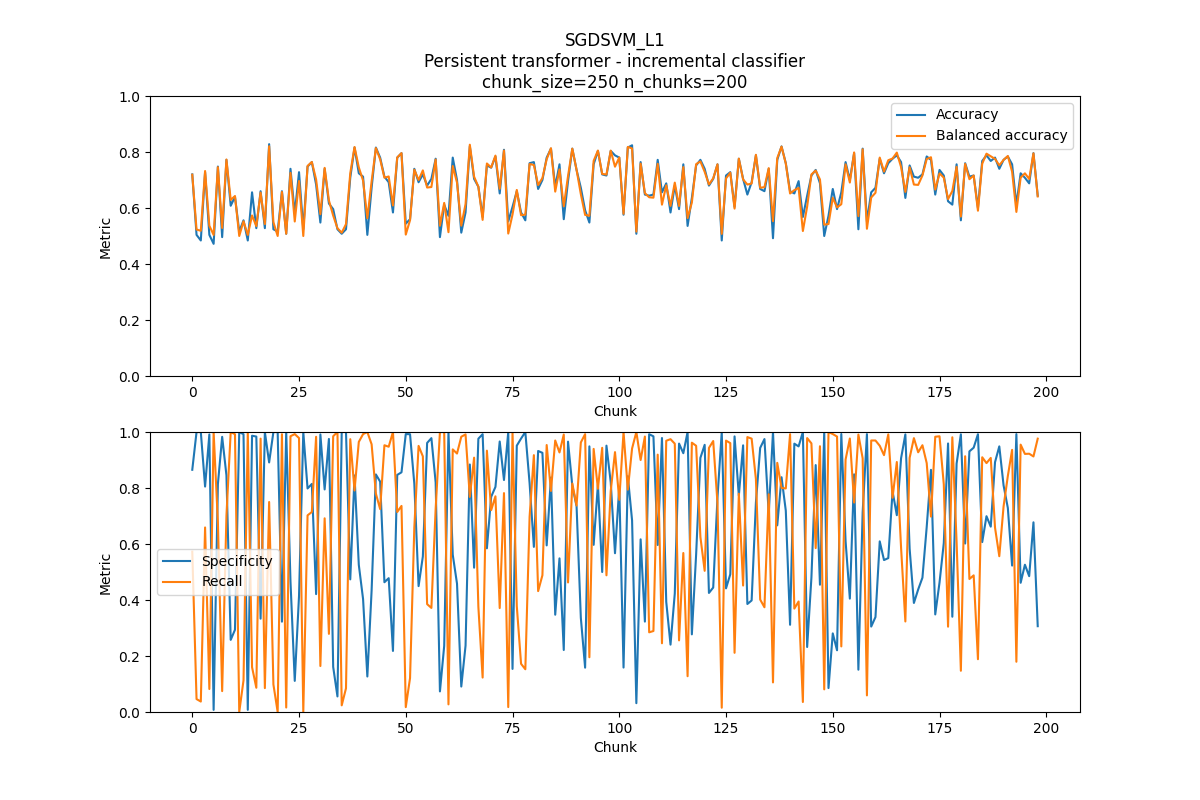 SGDSVM_L1
Persistent transformer - incremental classifier
chunk_size=250 n_chunks=200
1.0
0.8
0.6
0.4
0.2
0.0
Metric
Accuracy
Balanced accuracy
0 25 50 75 100 125 150 175 200
Chunk
1.0
0.8
0.6
0.4
0.2
0.0
Metric
Specificity
Recall
0 25 50 75 100 125 150 175 200
Chunk